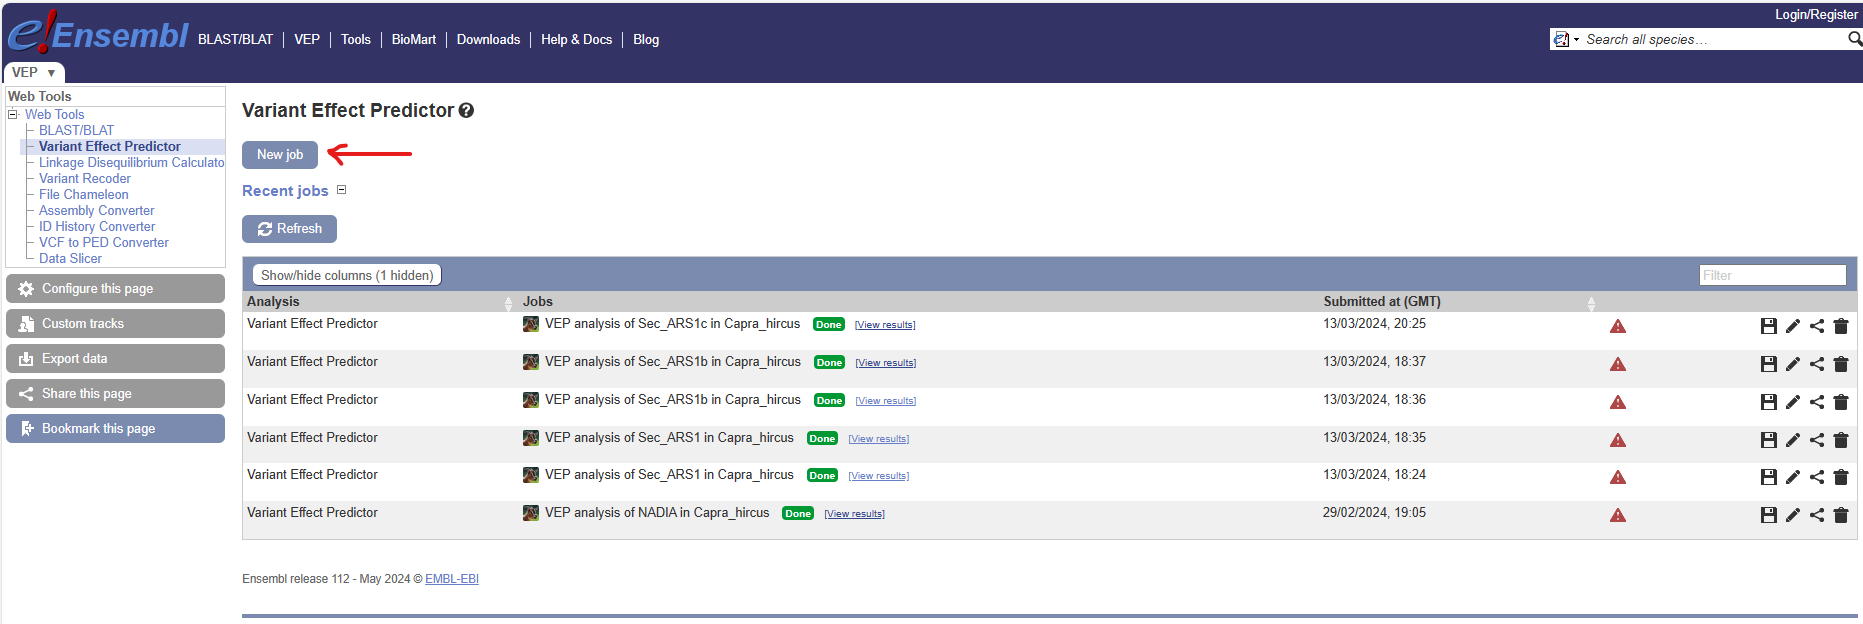 Login/Register
e!Ensembl BLAST/BLAT VEP Tools BioMart Downloads Help & Docs Blog
Search all species…
VEP ▼
Web Tools
Web Tools
BLAST/BLAT
Variant Effect Predictor
Linkage Disequilibrium Calculato
Variant Recoder
File Chameleon
Assembly Converter
ID History Converter
VCF to PED Converter
Data Slicer
Configure this page
Custom tracks
Export data
Share this page
Bookmark this page
Variant Effect Predictor ?
New job
Recent jobs
Refresh
Show/hide columns (1 hidden) Filter
Analysis Jobs Submitted at (GMT)
Variant Effect Predictor VEP analysis of Sec_ARS1c in Capra_hircus Done [View results] 13/03/2024, 20:25
Variant Effect Predictor VEP analysis of Sec_ARS1b in Capra_hircus Done [View results] 13/03/2024, 18:37
Variant Effect Predictor VEP analysis of Sec_ARS1b in Capra_hircus Done [View results] 13/03/2024, 18:36
Variant Effect Predictor VEP analysis of Sec_ARS1 in Capra_hircus Done [View results] 13/03/2024, 18:35
Variant Effect Predictor VEP analysis of Sec_ARS1 in Capra_hircus Done [View results] 13/03/2024, 18:24
Variant Effect Predictor VEP analysis of NADIA in Capra_hircus Done [View results] 29/02/2024, 19:05
Ensembl release 112 - May 2024 © EMBL-EBI